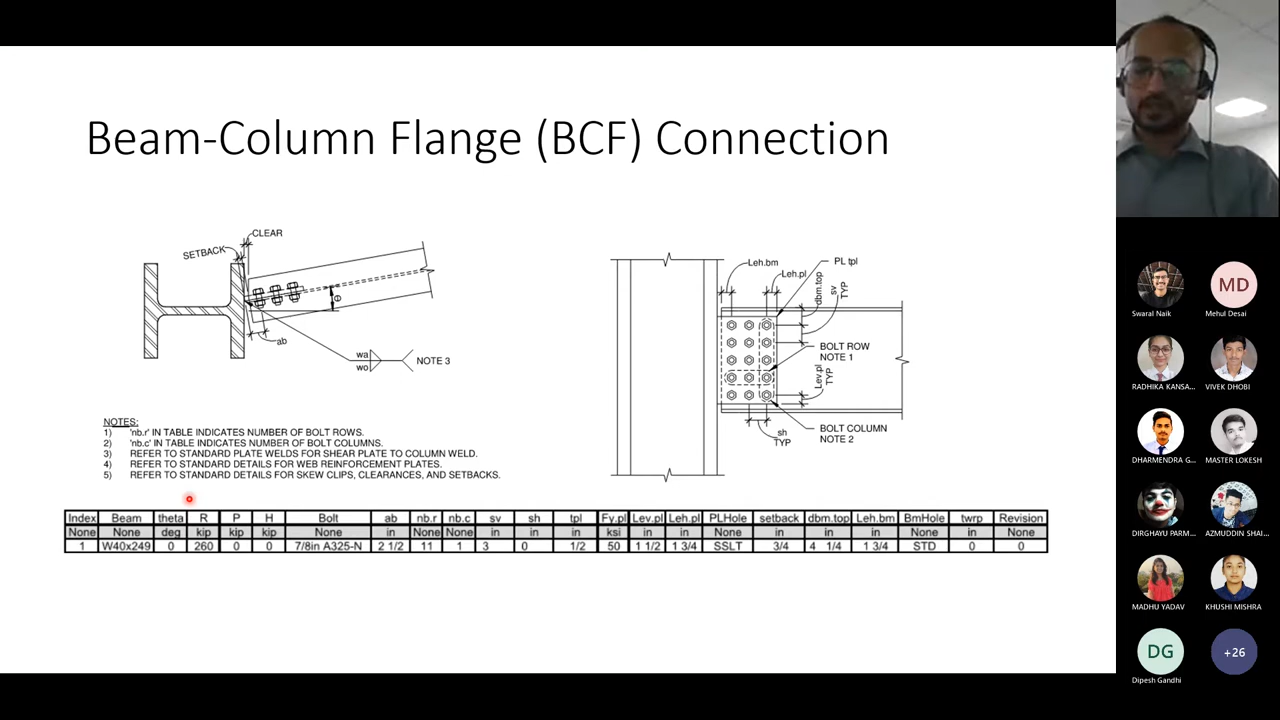 Beam-Column Flange (BCF) Connection
CLEAR
SETBACK
ab
wa
wo
NOTE 3
θ
Leh.bm
Leh.pl
PL tpl
dbm.top
sv
TYP
BOLT ROW
NOTE 1
Lev.pl
TYP
BOLT COLUMN
NOTE 2
sh
TYP
NOTES:
1) 'nb.r' IN TABLE INDICATES NUMBER OF BOLT ROWS.
2) 'nb.c' IN TABLE INDICATES NUMBER OF BOLT COLUMNS.
3) REFER TO STANDARD PLATE WELDS FOR SHEAR PLATE TO COLUMN WELD.
4) REFER TO STANDARD DETAILS FOR WEB REINFORCEMENT PLATES.
5) REFER TO STANDARD DETAILS FOR SKEW CLIPS, CLEARANCES, AND SETBACKS.
Index Beam theta R P H Bolt ab nb.r nb.c sv sh tpl Fy.pl Lev.pl Leh.pl PLHole setback dbm.top Leh.bm BmHole twrp Revision
None None deg kip kip kip None in None None in in in ksi in in None in in in None in None
1 W40x249 0 260 0 0 7/8in A325-N 2 1/2 11 1 3 0 1/2 50 1 1/2 1 3/4 SSLT 3/4 4 1/4 1 3/4 STD 0 0
MD
Swaral Naik Mehul Desai
RADHIKA KANSA... VIVEK DHOBI
DHARMENDRA G... MASTER LOKESH
DIRGHAYU PARM... AZMUDDIN SHAI...
MADHU YADAV KHUSHI MISHRA
DG +26
Dipesh Gandhi